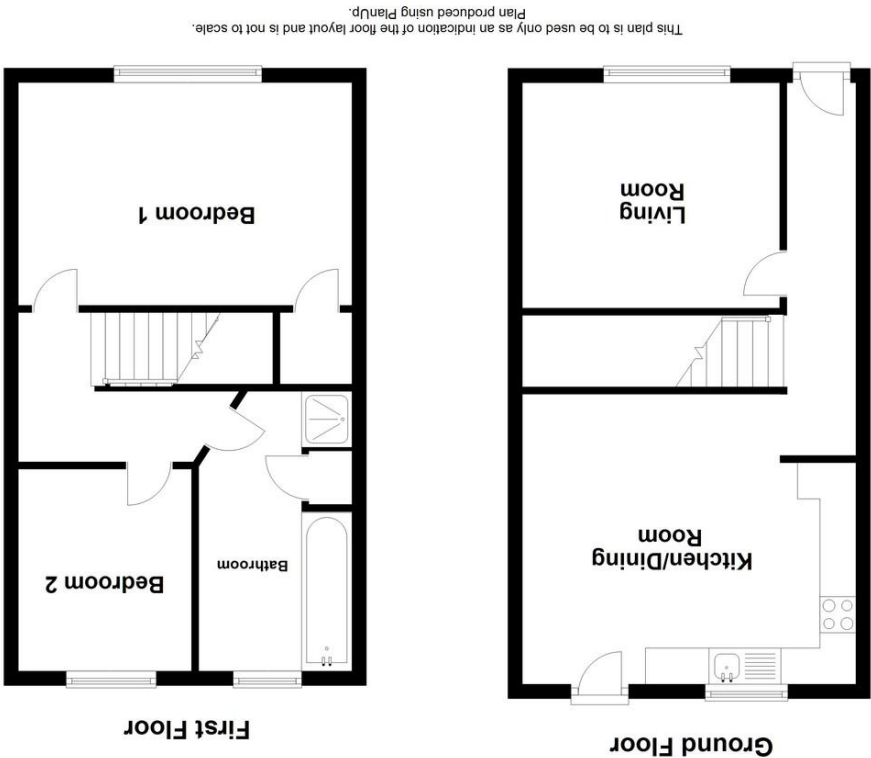 Ground Floor
Kitchen/Dining
Room
Living
Room
First Floor
Bathroom
Bedroom 2
Bedroom 1
This plan is to be used only as an indication of the floor layout and is not to scale.
Plan produced using PlanUp.